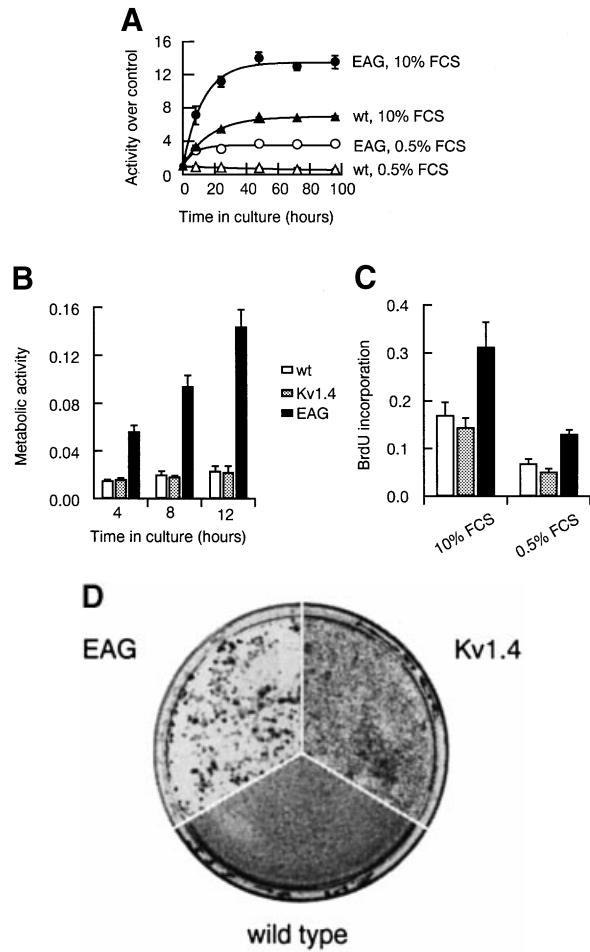 A
Activity over control
16
12
8
4
0
0 20 40 60 80 100
Time in culture (hours)
EAG, 10% FCS
wt, 10% FCS
EAG, 0.5% FCS
wt, 0.5% FCS
B
Metabolic activity
0.16
0.12
0.08
0.04
0.00
4 8 12
Time in culture (hours)
wt
Kv1.4
EAG
C
BrdU incorporation
0.4
0.3
0.2
0.1
0.0
10% FCS
0.5% FCS
D
EAG
Kv1.4
wild type